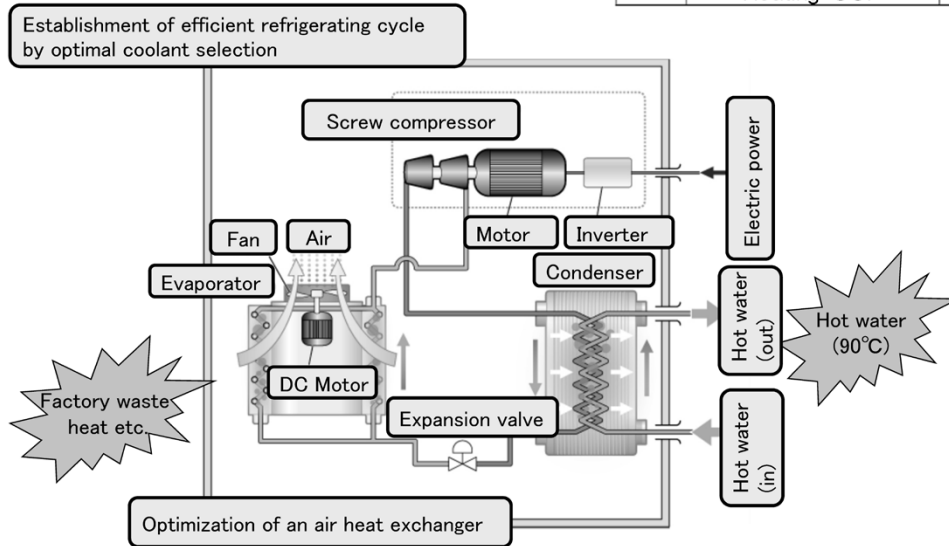 Establishment of efficient refrigerating cycle
by optimal coolant selection
Screw compressor
Electric power
Motor
Inverter
Fan
Air
Evaporator
Condenser
Hot water
(out)
Hot water
(90℃)
DC Motor
Factory waste
heat etc.
Expansion valve
Hot water
(in)
Optimization of an air heat exchanger